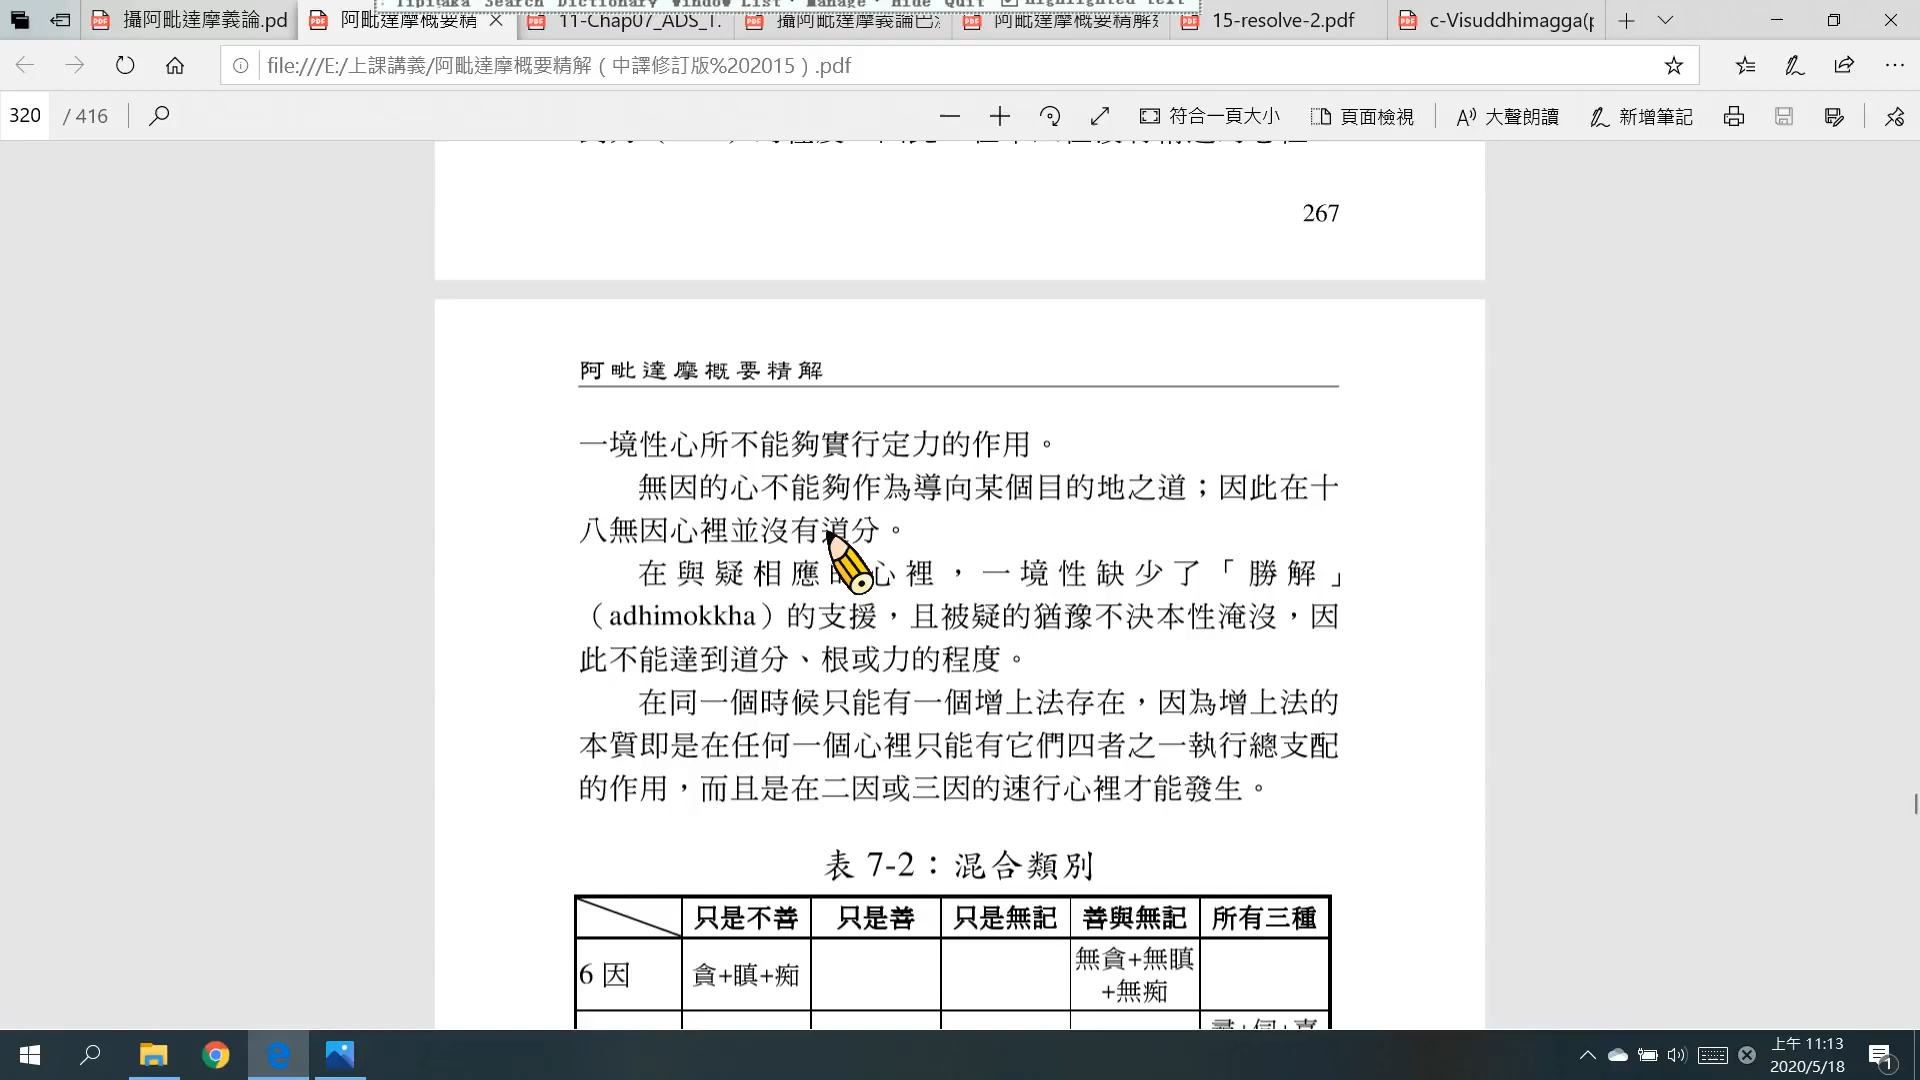 Tipitaka Search Dictionary Window List Manage Hide Quit Highlighted text
攝阿毗達摩義論.pd
阿毗達摩概要精
11-Chap07_ADS_T.
攝阿毗達摩義論已
阿毗達摩概要精解
15-resolve-2.pdf
c-Visuddhimagga(p
file:///E:/上課講義/阿毗達摩概要精解（中譯修訂版%202015）.pdf
320 / 416
符合一頁大小 頁面檢視 大聲朗讀 新增筆記
267
阿毗達摩概要精解
一境性心所不能夠實行定力的作用。
無因的心不能夠作為導向某個目的地之道；因此在十
八無因心裡並沒有道分。
在與疑相應的心裡，一境性缺少了「勝解」
（adhimokkha）的支援，且被疑的猶豫不決本性淹沒，因
此不能達到道分、根或力的程度。
在同一個時候只能有一個增上法存在，因為增上法的
本質即是在任何一個心裡只能有它們四者之一執行總支配
的作用，而且是在二因或三因的速行心裡才能發生。
表 7-2：混合類別
只是不善 只是善 只是無記 善與無記 所有三種
6 因 貪+瞋+痴 無貪+無瞋
+無痴
尋+伺+喜
上午 11:13
2020/5/18
1